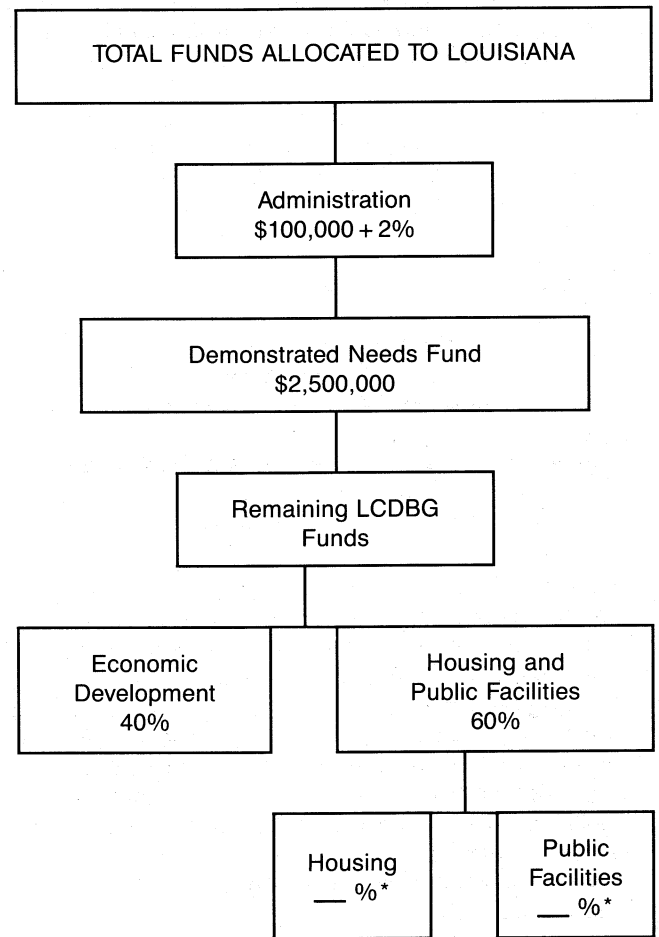 TOTAL FUNDS ALLOCATED TO LOUISIANA
Administration
$100,000 + 2%
Demonstrated Needs Fund
$2,500,000
Remaining LCDBG
Funds
Economic
Development
40%
Housing and
Public Facilities
60%
Housing
__ %*
Public
Facilities
__ %*